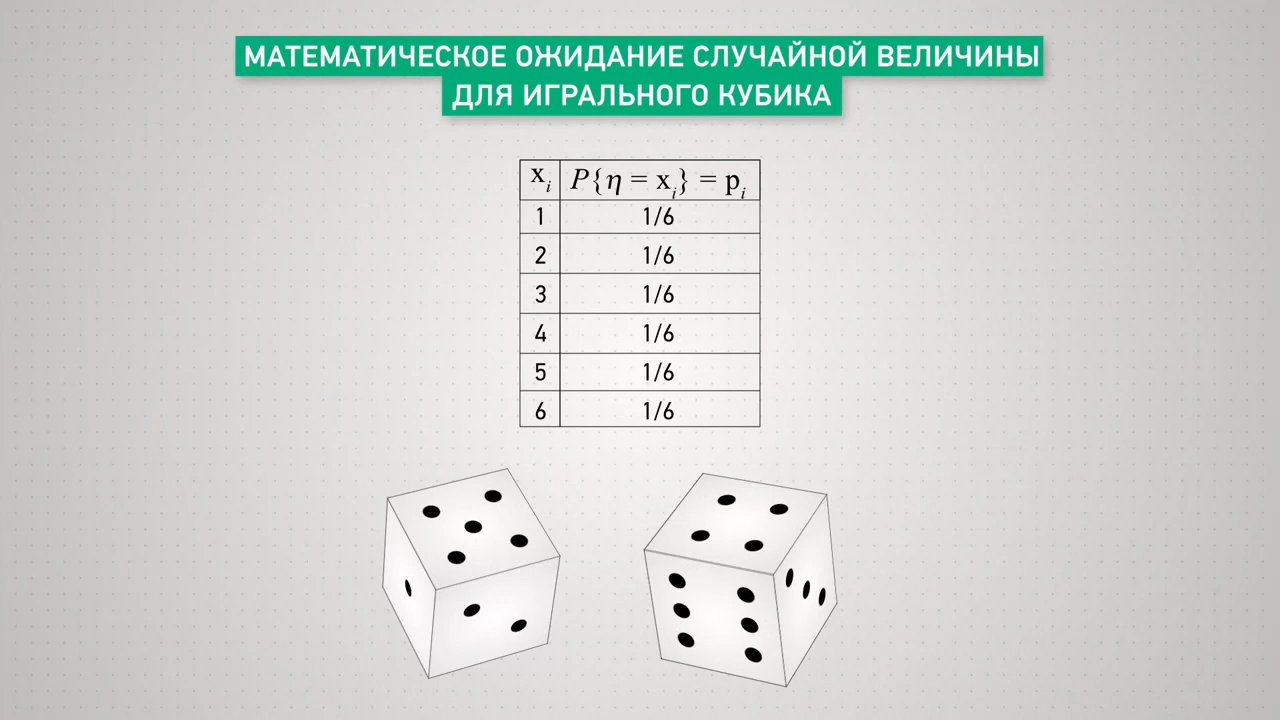 МАТЕМАТИЧЕСКОЕ ОЖИДАНИЕ СЛУЧАЙНОЙ ВЕЛИЧИНЫ
ДЛЯ ИГРАЛЬНОГО КУБИКА
xᵢ P{η = xᵢ} = pᵢ
1 1/6
2 1/6
3 1/6
4 1/6
5 1/6
6 1/6